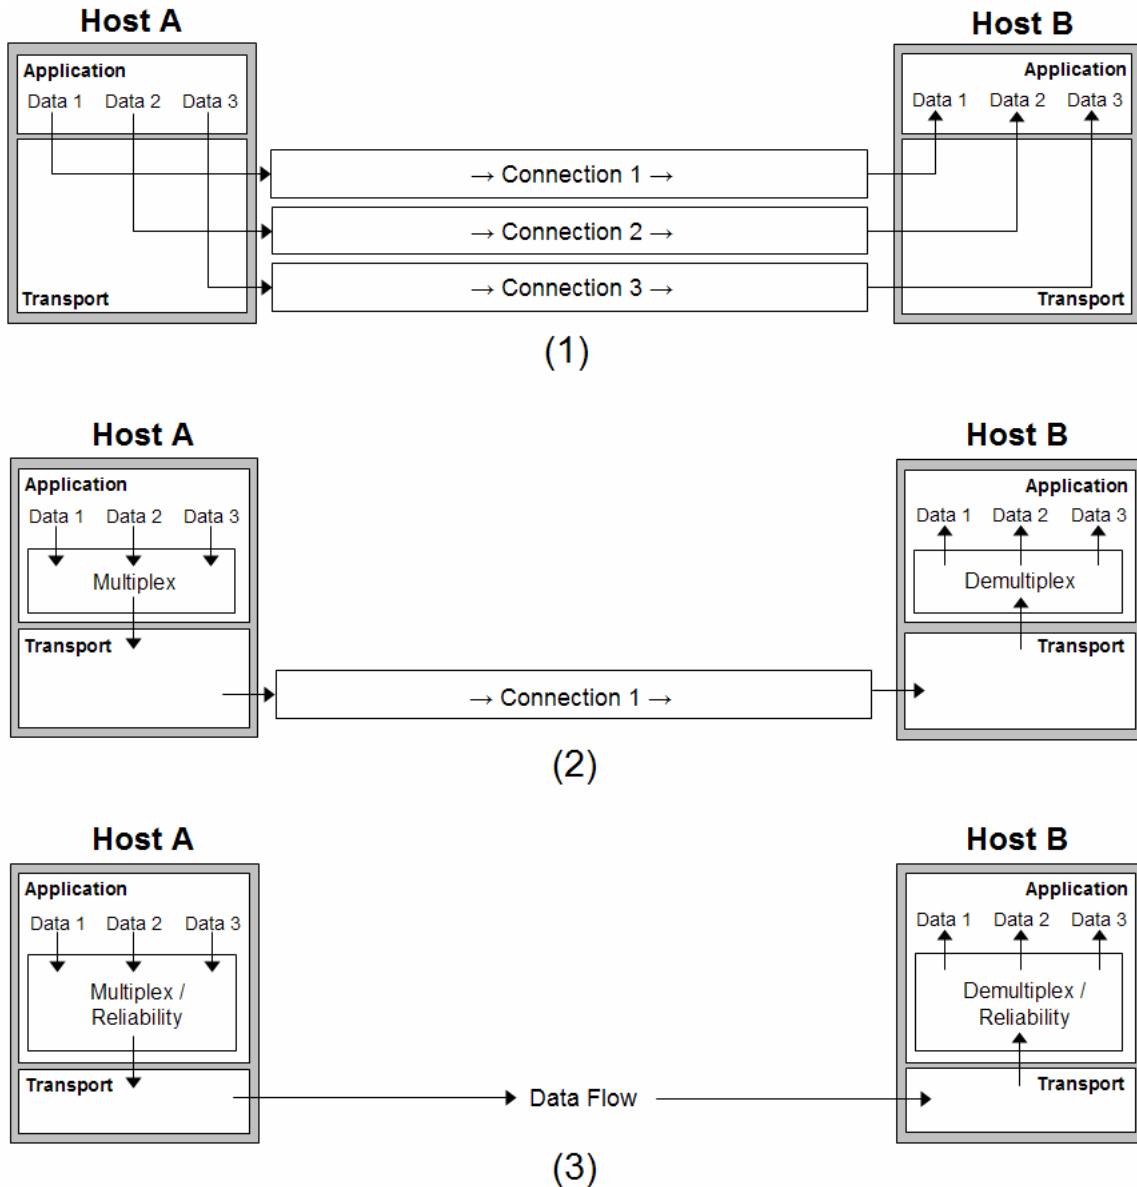 Host A
Host B
Application
Application
Data 1 Data 2 Data 3
Data 1 Data 2 Data 3
→ Connection 1 →
→ Connection 2 →
→ Connection 3 →
Transport
Transport
(1)
Host A
Host B
Application
Application
Data 1 Data 2 Data 3
Data 1 Data 2 Data 3
Multiplex
Demultiplex
Transport
Transport
→ Connection 1 →
(2)
Host A
Host B
Application
Application
Data 1 Data 2 Data 3
Data 1 Data 2 Data 3
Multiplex /
Reliability
Demultiplex /
Reliability
Transport
Transport
Data Flow
(3)